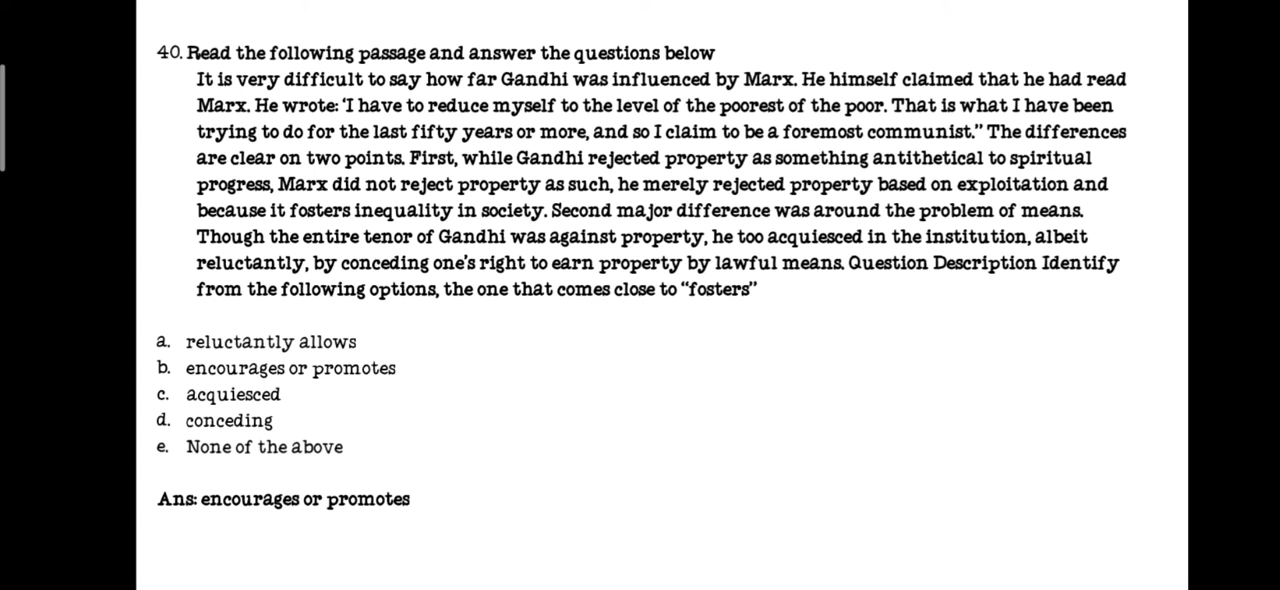 40. Read the following passage and answer the questions below
It is very difficult to say how far Gandhi was influenced by Marx. He himself claimed that he had read
Marx. He wrote: ‘I have to reduce myself to the level of the poorest of the poor. That is what I have been
trying to do for the last fifty years or more, and so I claim to be a foremost communist.” The differences
are clear on two points. First, while Gandhi rejected property as something antithetical to spiritual
progress, Marx did not reject property as such, he merely rejected property based on exploitation and
because it fosters inequality in society. Second major difference was around the problem of means.
Though the entire tenor of Gandhi was against property, he too acquiesced in the institution, albeit
reluctantly, by conceding one’s right to earn property by lawful means. Question Description Identify
from the following options, the one that comes close to “fosters”
a. reluctantly allows
b. encourages or promotes
c. acquiesced
d. conceding
e. None of the above
Ans: encourages or promotes